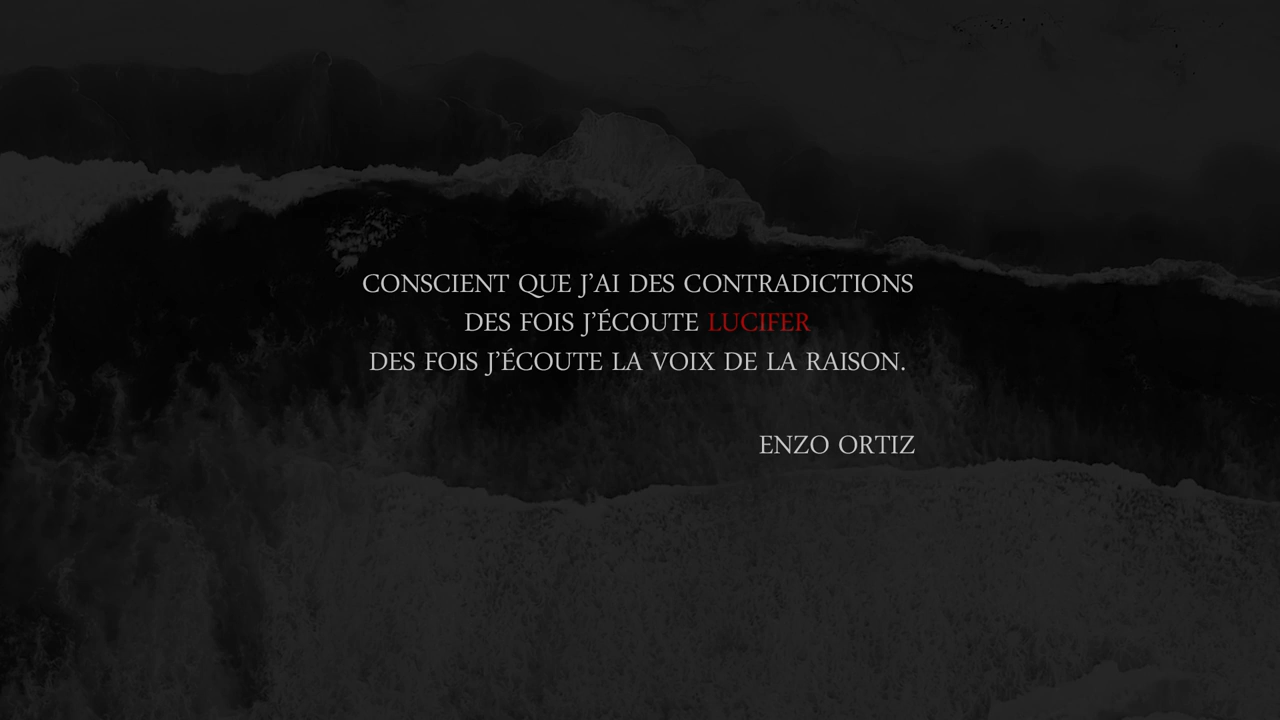 CONSCIENT QUE J’AI DES CONTRADICTIONS
DES FOIS J’ÉCOUTE LUCIFER
DES FOIS J’ÉCOUTE LA VOIX DE LA RAISON.
ENZO ORTIZ